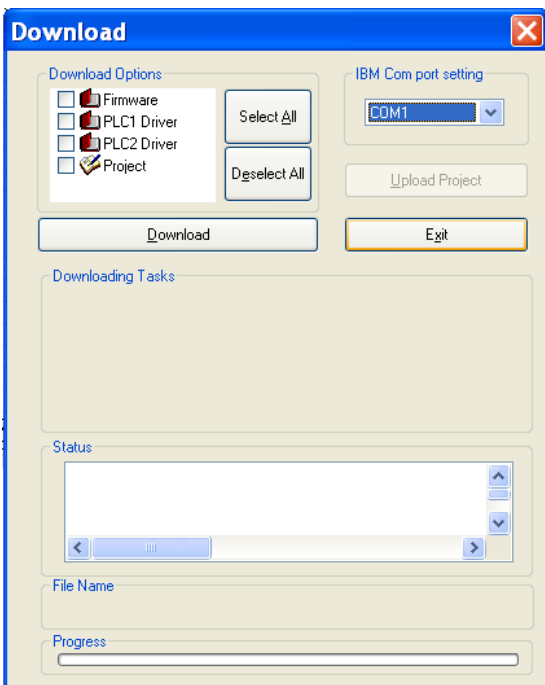 Download
Download Options
Firmware
PLC1 Driver
PLC2 Driver
Project
Select All
Deselect All
IBM Com port setting
COM1
Upload Project
Download
Exit
Downloading Tasks
Status
File Name
Progress